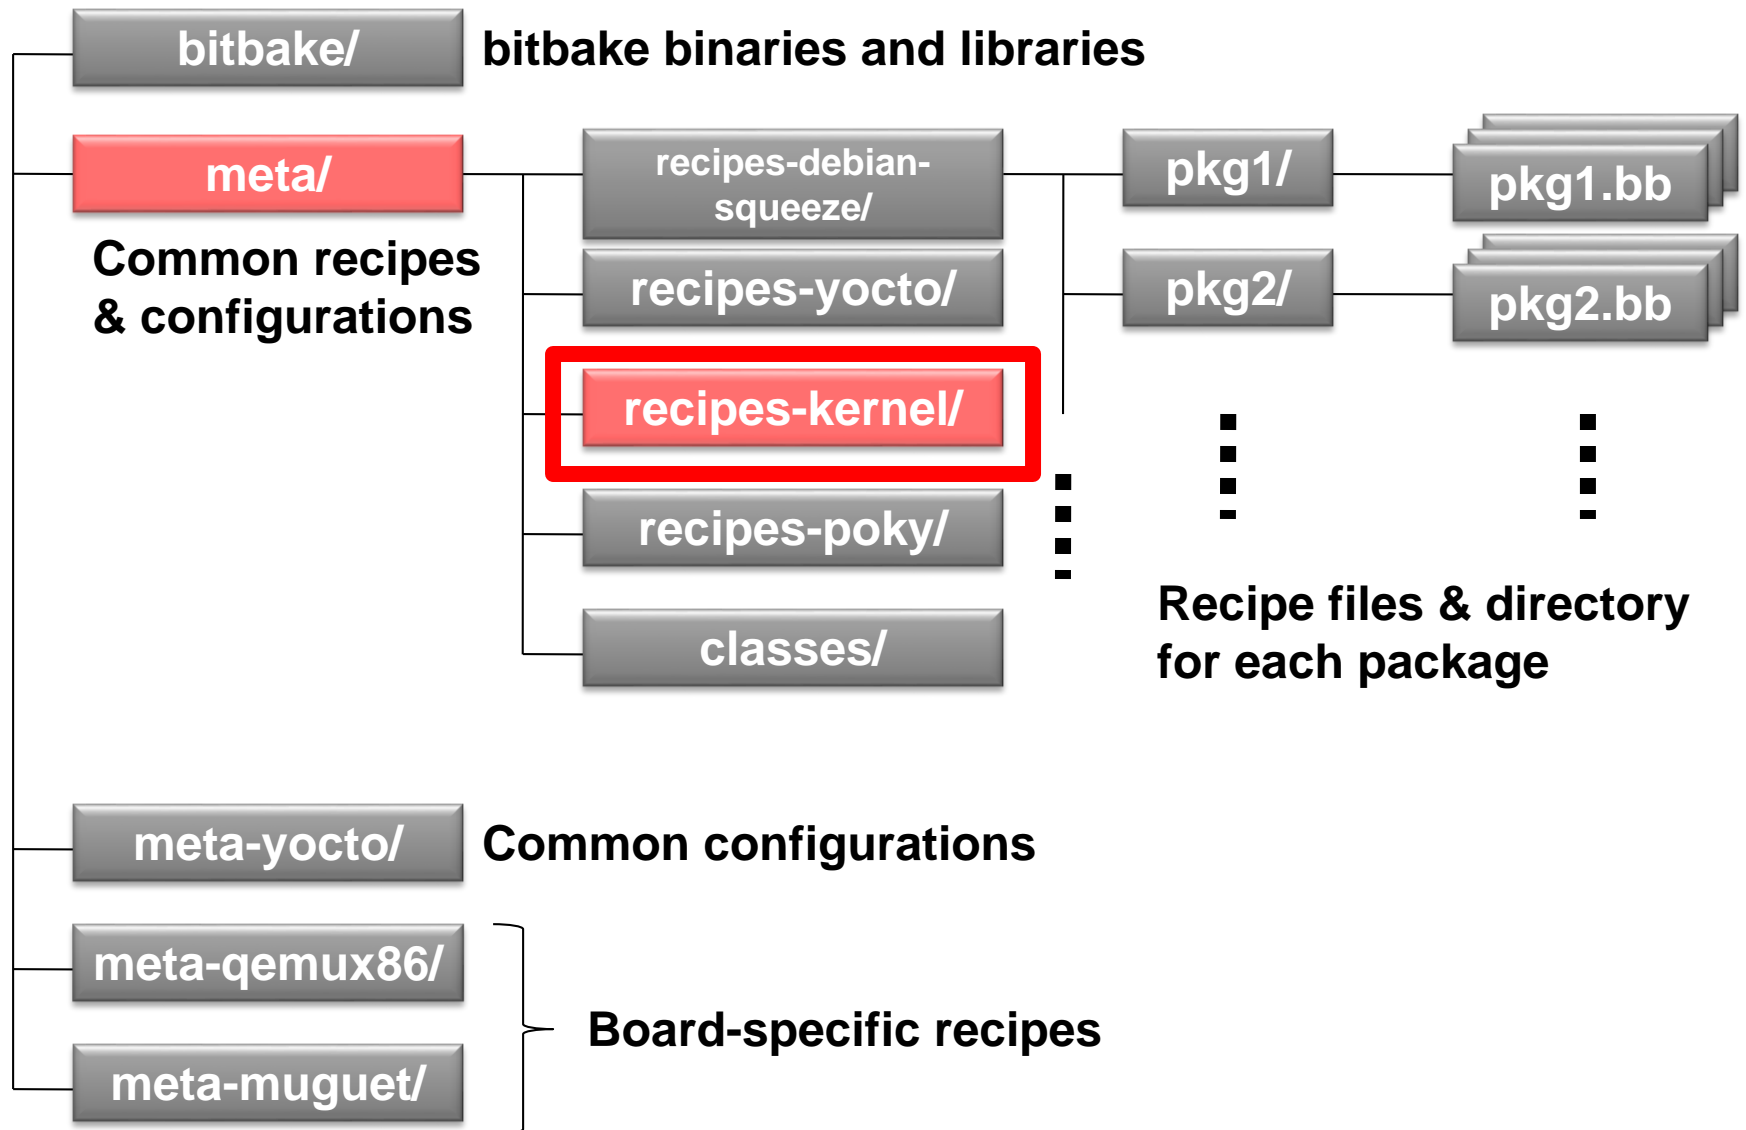 bitbake/
bitbake binaries and libraries
meta/
Common recipes
& configurations
recipes-debian-
squeeze/
pkg1/
pkg1.bb
recipes-yocto/
pkg2/
pkg2.bb
recipes-kernel/
recipes-poky/
classes/
Recipe files & directory
for each package
meta-yocto/
Common configurations
meta-qemux86/
Board-specific recipes
meta-muguet/